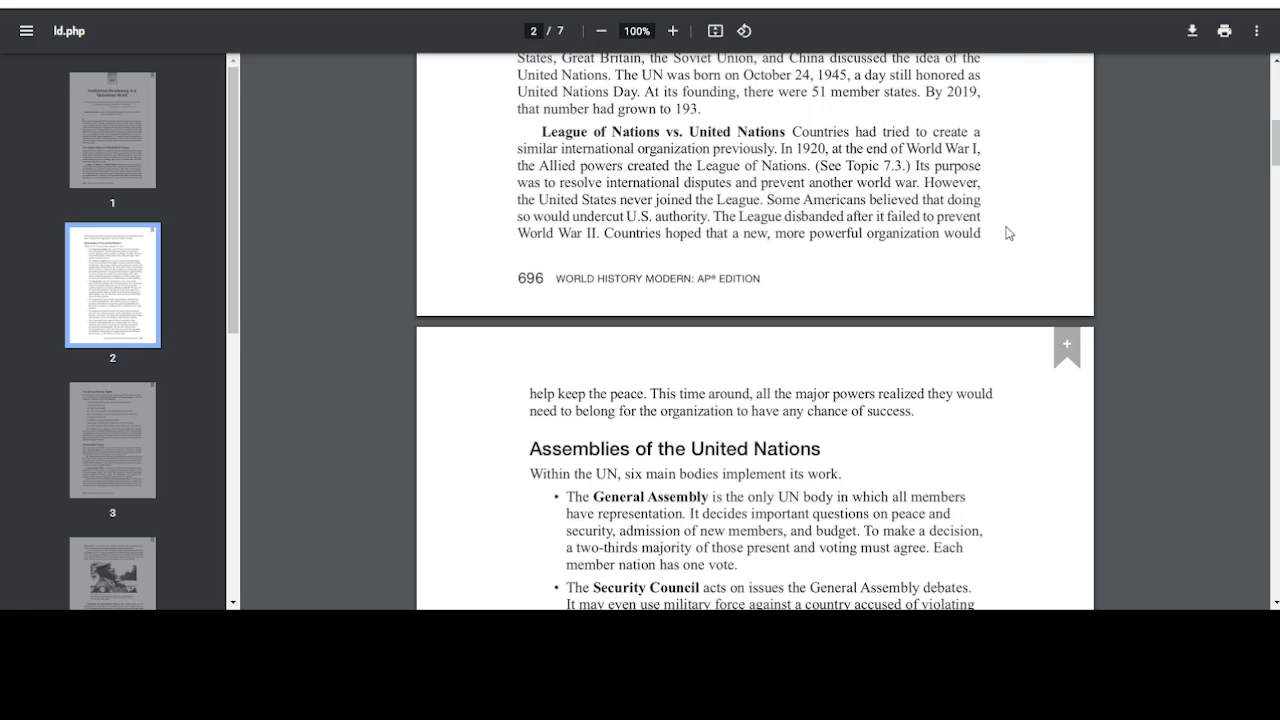 ld.php
2 / 7
100%
States, Great Britain, the Soviet Union, and China discussed the idea of the
United Nations. The UN was born on October 24, 1945, a day still honored as
United Nations Day. At its founding, there were 51 member states. By 2019,
that number had grown to 193.
League of Nations vs. United Nations Countries had tried to create a
similar international organization previously. In 1920, at the end of World War I,
the Allied powers created the League of Nations. (See Topic 7.3.) Its purpose
was to resolve international disputes and prevent another world war. However,
the United States never joined the League. Some Americans believed that doing
so would undercut U.S. authority. The League disbanded after it failed to prevent
World War II. Countries hoped that a new, more powerful organization would
696 WORLD HISTORY MODERN: AP® EDITION
help keep the peace. This time around, all the major powers realized they would
need to belong for the organization to have any chance of success.
Assemblies of the United Nations
Within the UN, six main bodies implement its work.
• The General Assembly is the only UN body in which all members
have representation. It decides important questions on peace and
security, admission of new members, and budget. To make a decision,
a two-thirds majority of those present and voting must agree. Each
member nation has one vote.
• The Security Council acts on issues the General Assembly debates.
It may even use military force against a country accused of violating
1
2
3